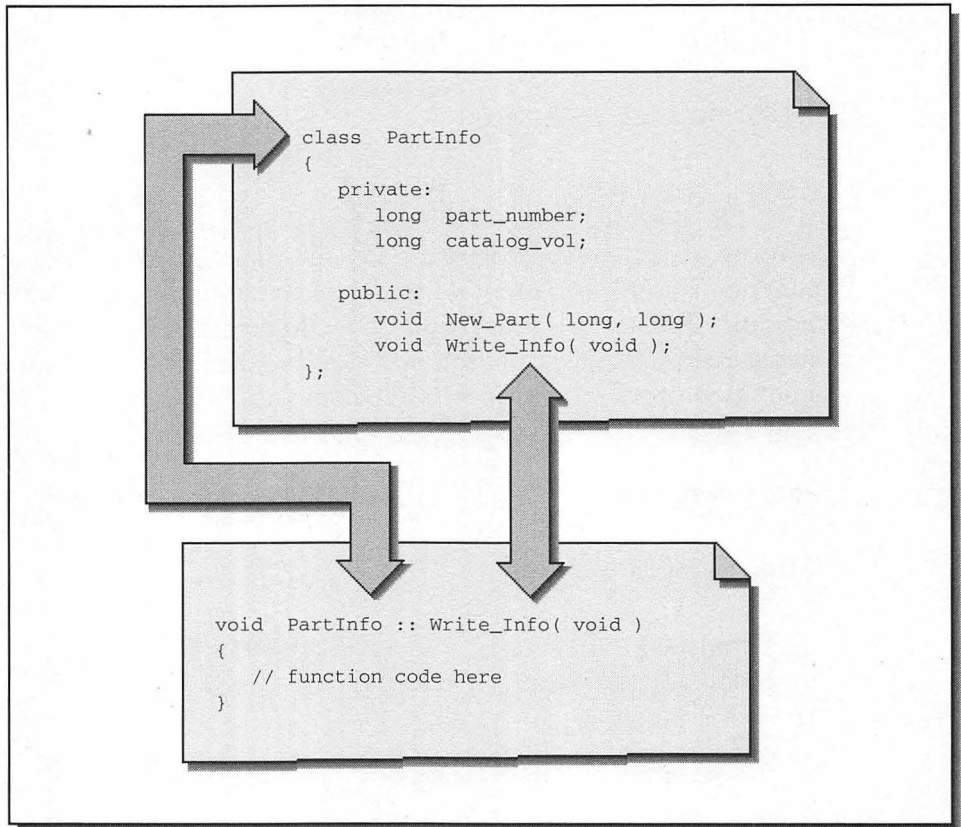 class  PartInfo
{
   private:
      long  part_number;
      long  catalog_vol;

   public:
      void  New_Part( long, long );
      void  Write_Info( void );
};

void  PartInfo :: Write_Info( void )
{
   // function code here
}